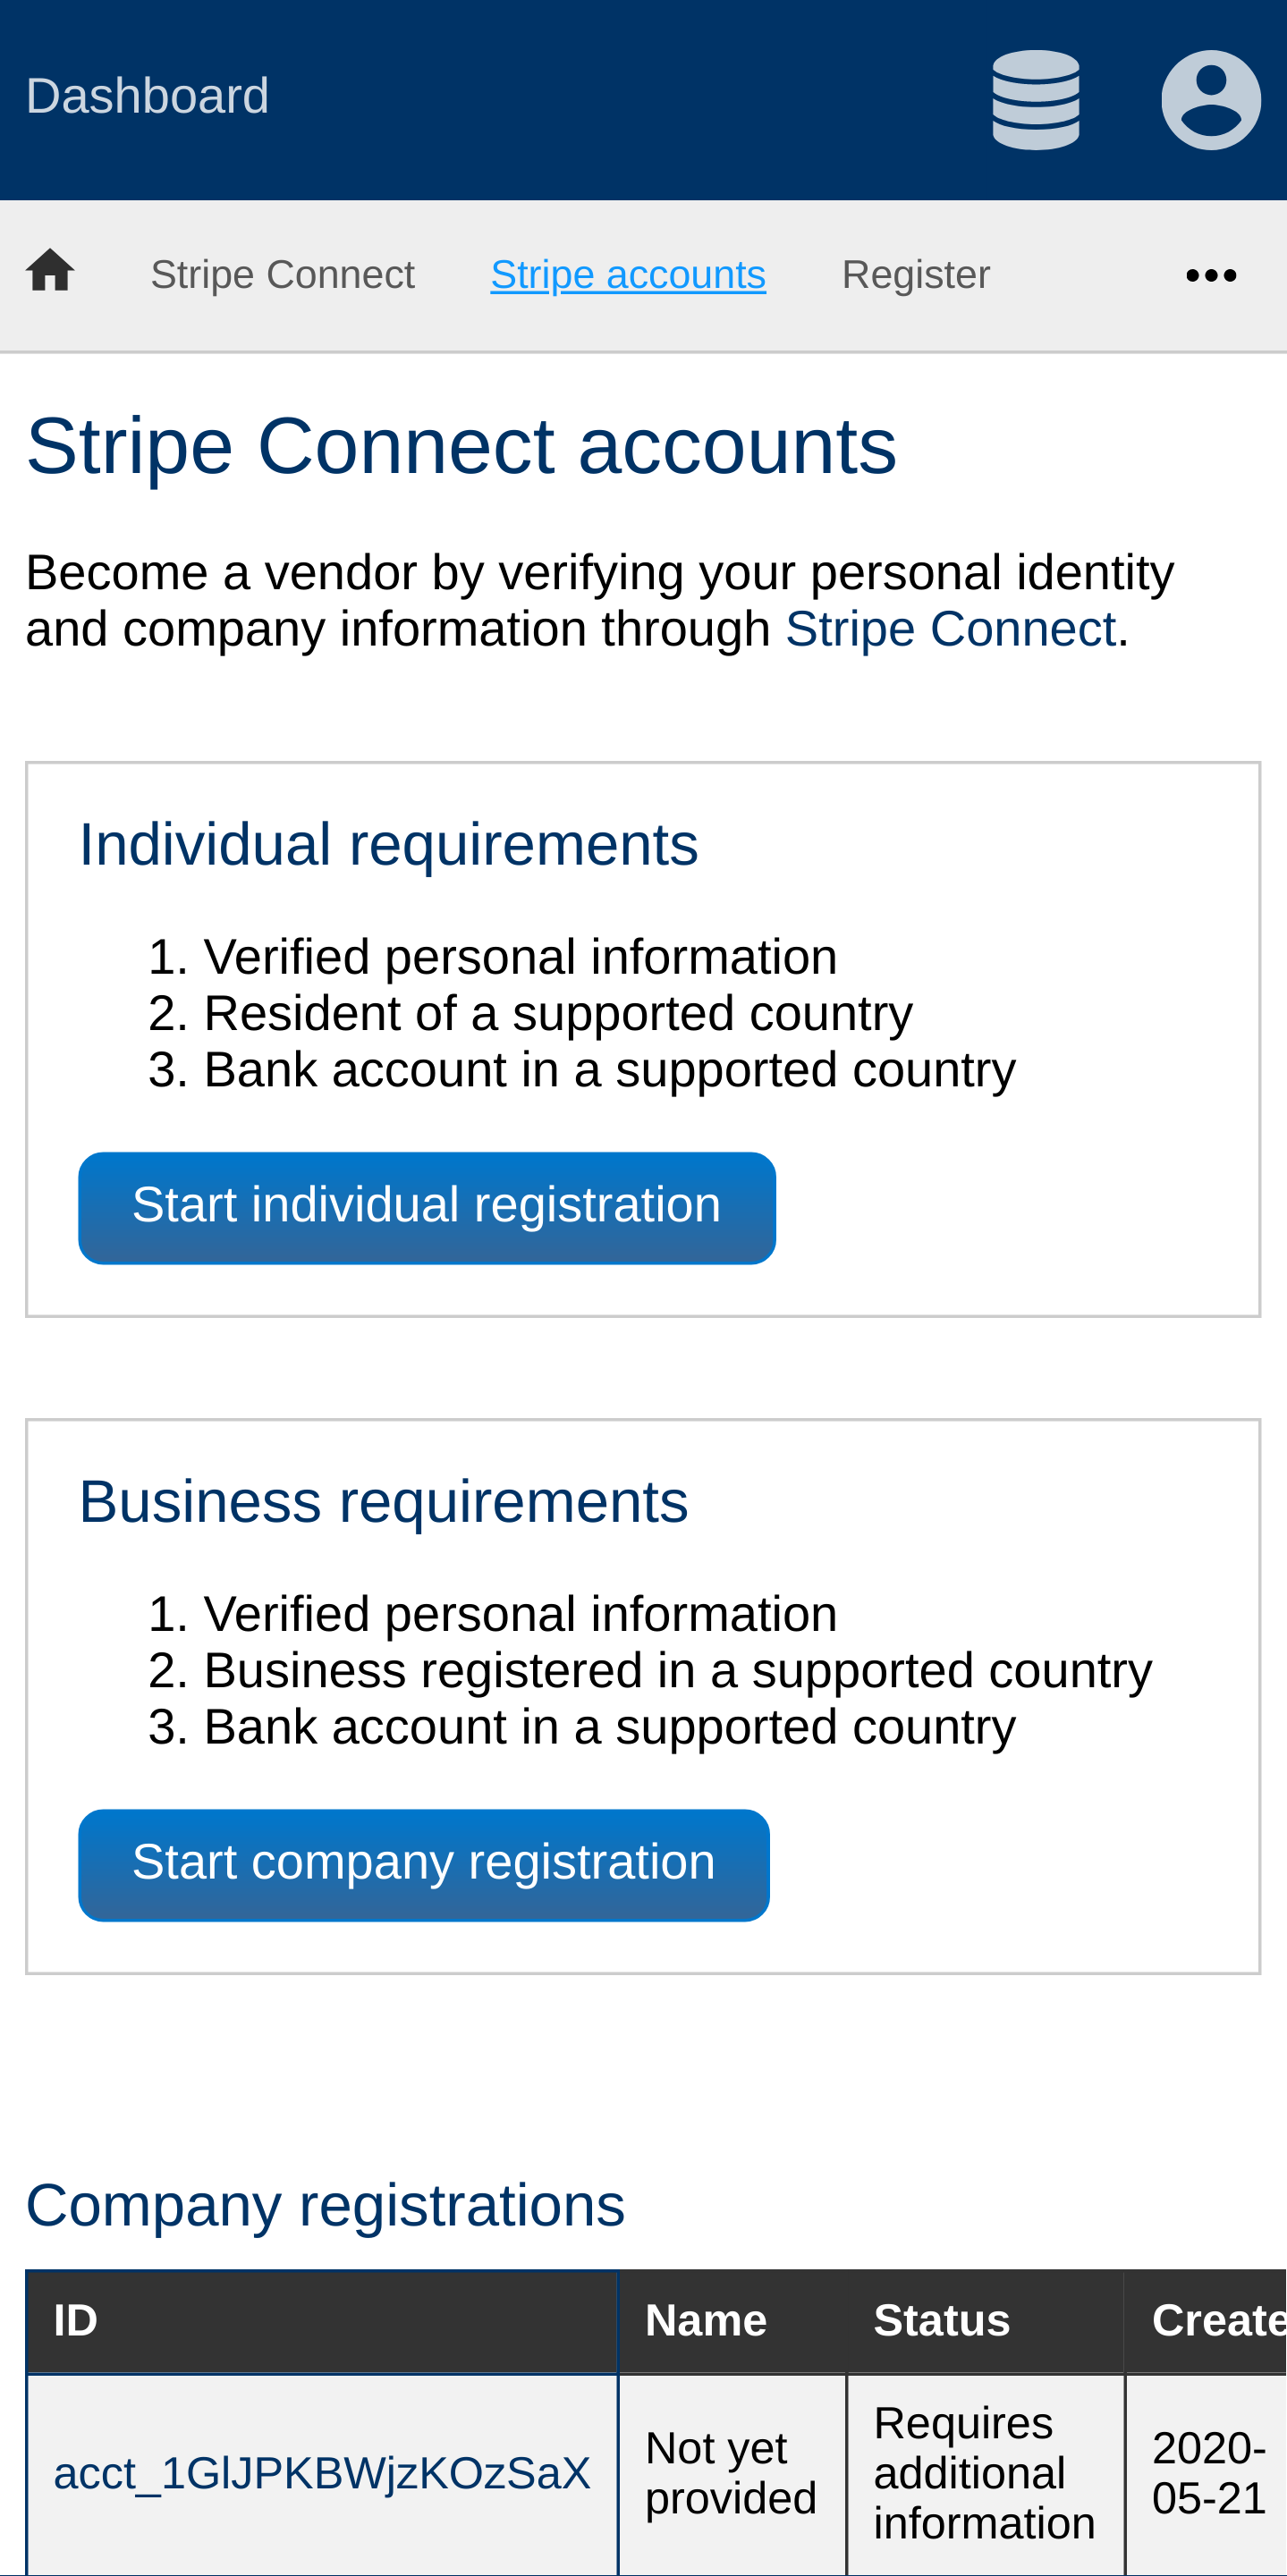 Dashboard
Stripe Connect Stripe accounts Register
Stripe Connect accounts
Become a vendor by verifying your personal identity
and company information through Stripe Connect.
Individual requirements
1. Verified personal information
2. Resident of a supported country
3. Bank account in a supported country
Start individual registration
Business requirements
1. Verified personal information
2. Business registered in a supported country
3. Bank account in a supported country
Start company registration
Company registrations
ID Name Status Create
acct_1GlJPKBWjzKOzSaX
Not yet
provided
Requires
additional
information
2020-
05-21